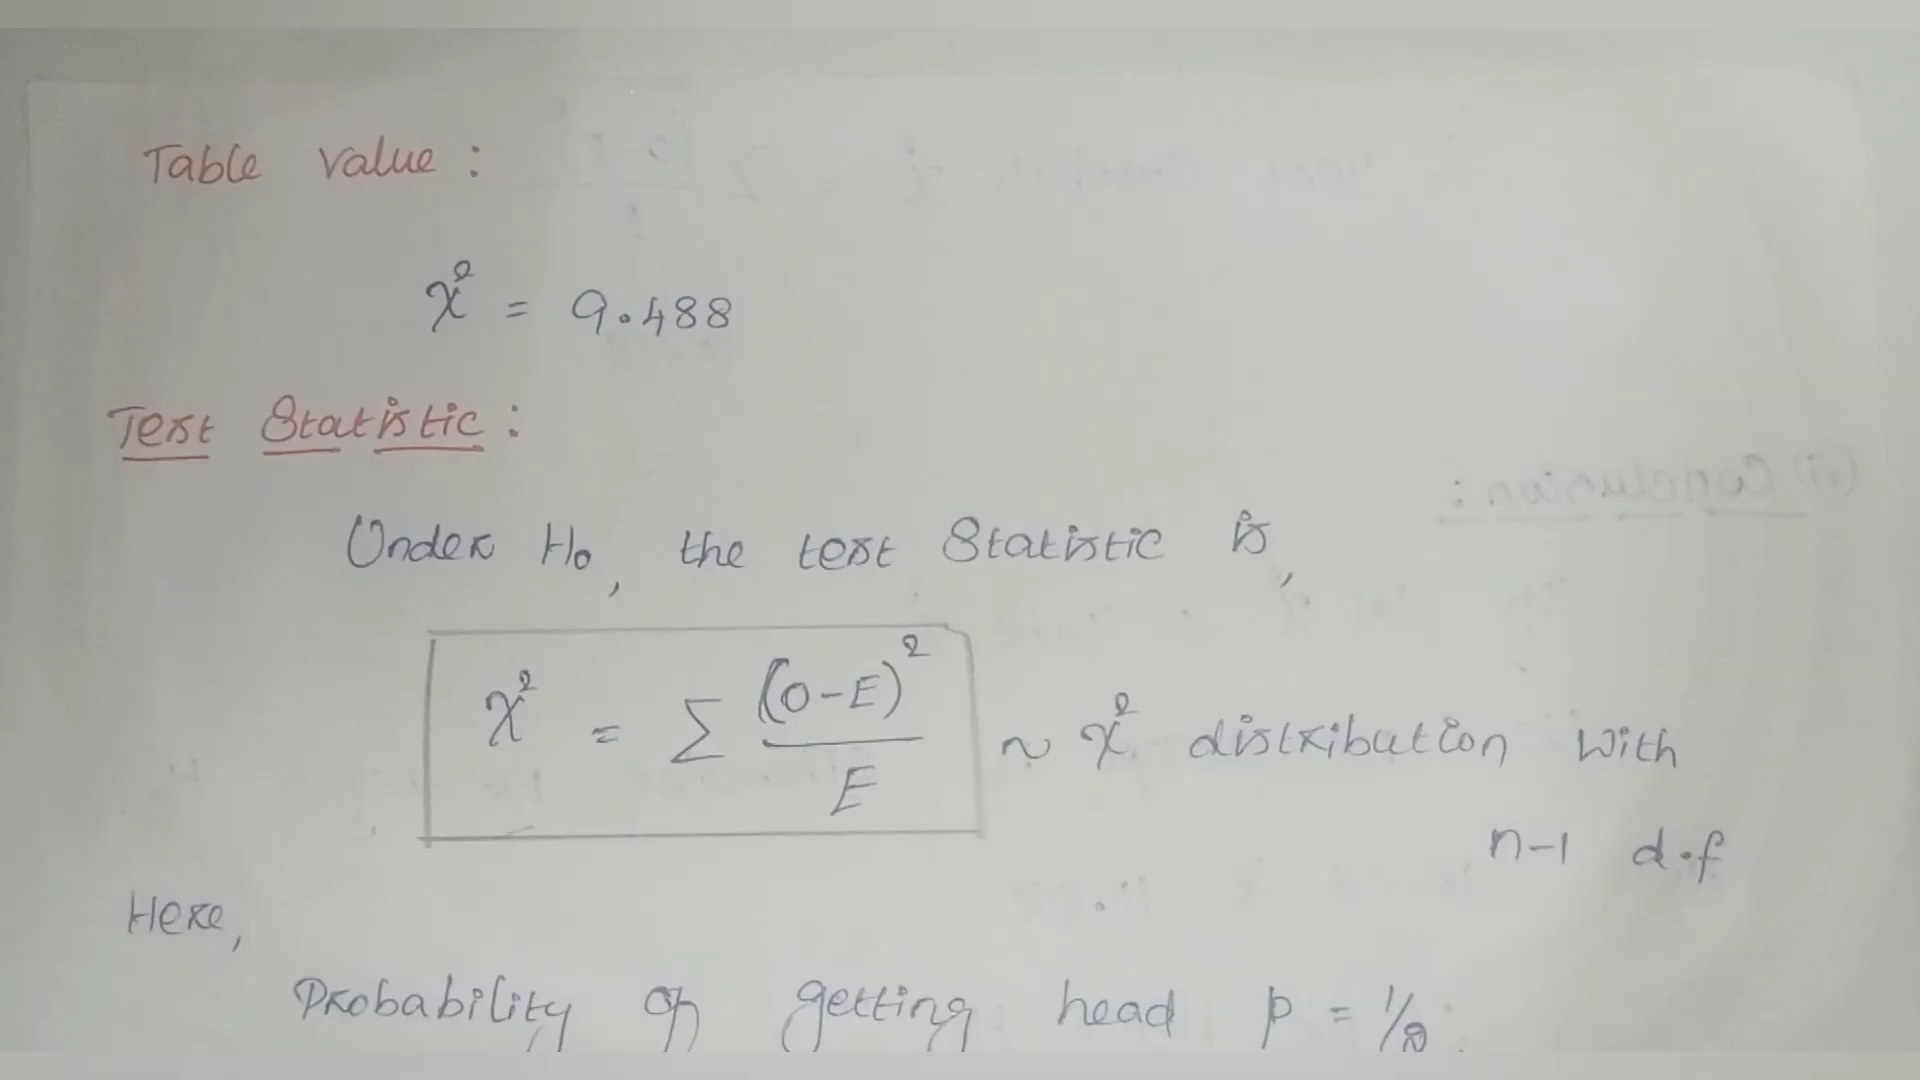 Table value :
χ² = 9.488
Test Statistic :
Under H₀, the test Statistic is,
χ² = Σ (O-E)² / E ~ χ² distribution with
n-1 d.f
Here,
Probability of getting head p = 1/2